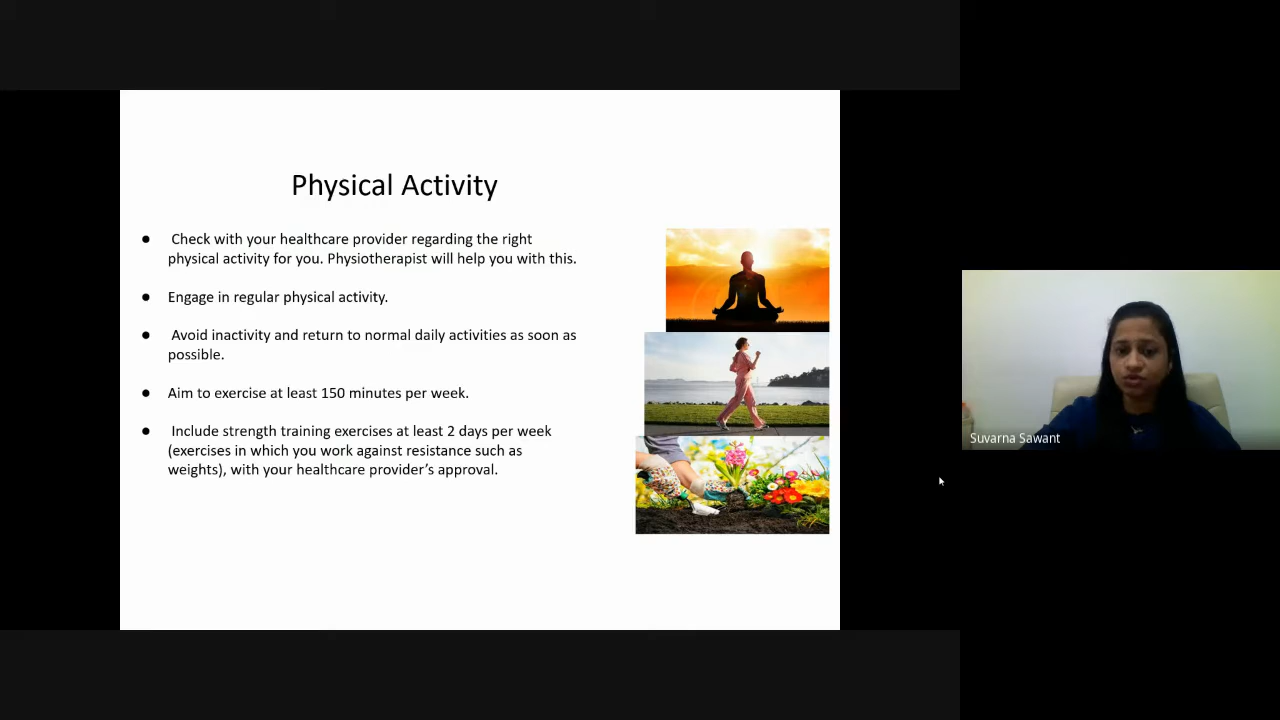 Physical Activity
● Check with your healthcare provider regarding the right
physical activity for you. Physiotherapist will help you with this.
● Engage in regular physical activity.
● Avoid inactivity and return to normal daily activities as soon as
possible.
● Aim to exercise at least 150 minutes per week.
● Include strength training exercises at least 2 days per week
(exercises in which you work against resistance such as
weights), with your healthcare provider’s approval.
Suvarna Sawant